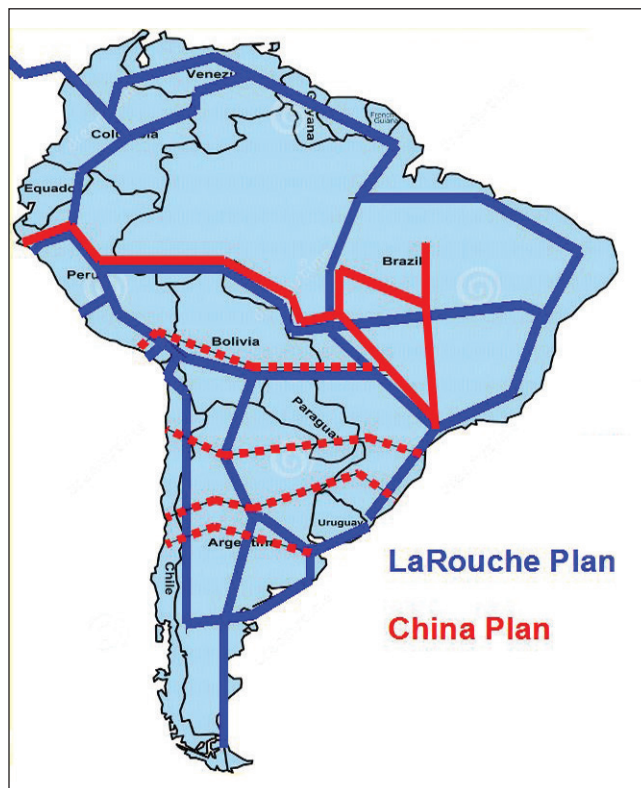 Venezu
Guyana
French
Guiana
Colombia
Equado
Brazil
Peru
Bolivia
Paraguay
Uruguay
Argentina
Chile
LaRouche Plan
China Plan